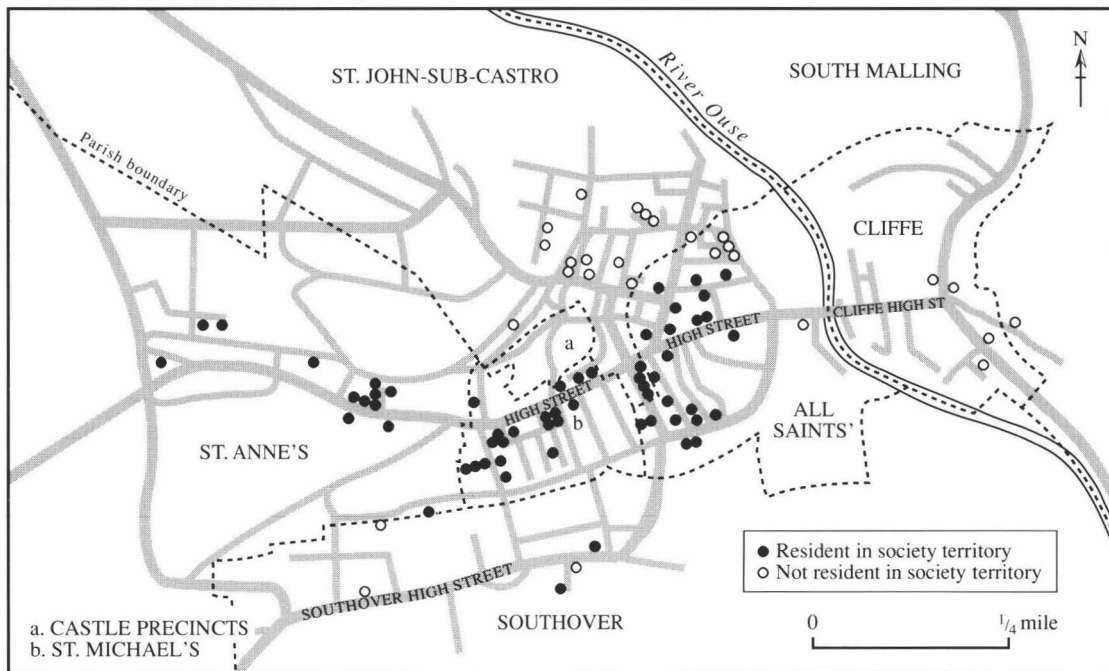 ST. JOHN-SUB-CASTRO
SOUTH MALLING
N
River Ouse
Parish boundary
CLIFFE
CLIFFE HIGH ST
HIGH STREET
a
HIGH STREET
b
ALL
SAINTS'
ST. ANNE'S
SOUTHOVER HIGH STREET
SOUTHOVER
Resident in society territory
Not resident in society territory
a. CASTLE PRECINCTS
b. ST. MICHAEL'S
0 1/4 mile